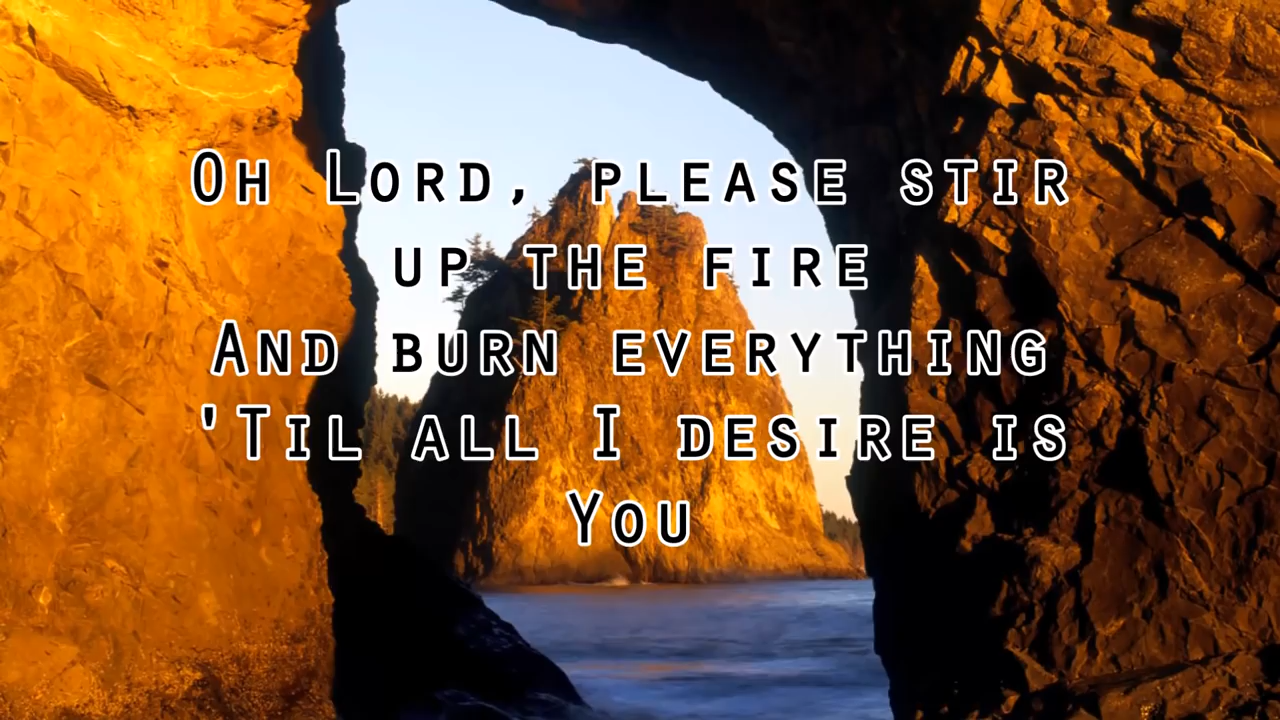 Oh Lord, please stir
up the fire
And burn everything
'Til all I desire is
You